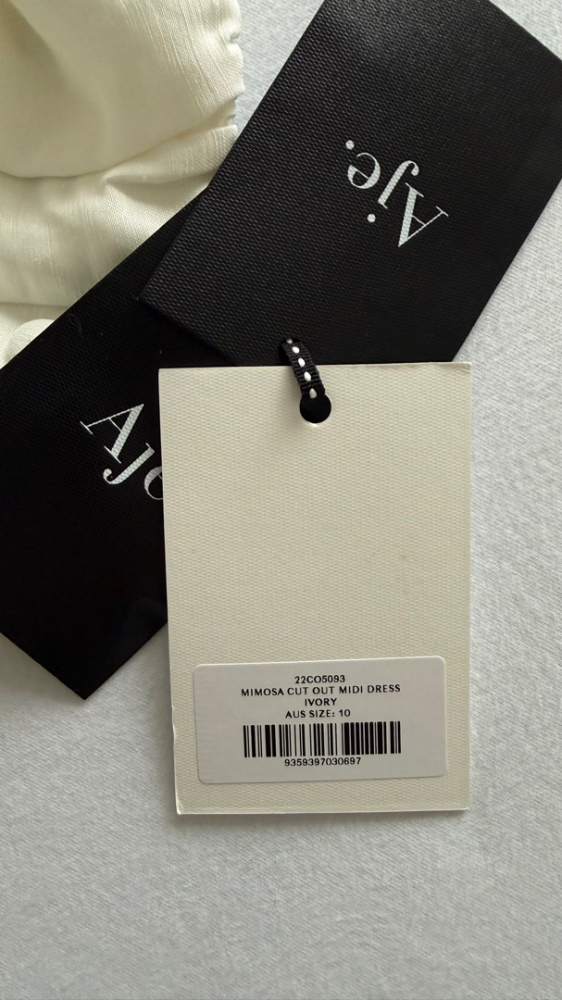 Aje.
Aje
22CO5093
MIMOSA CUT OUT MIDI DRESS
IVORY
AUS SIZE: 10
9359397030697